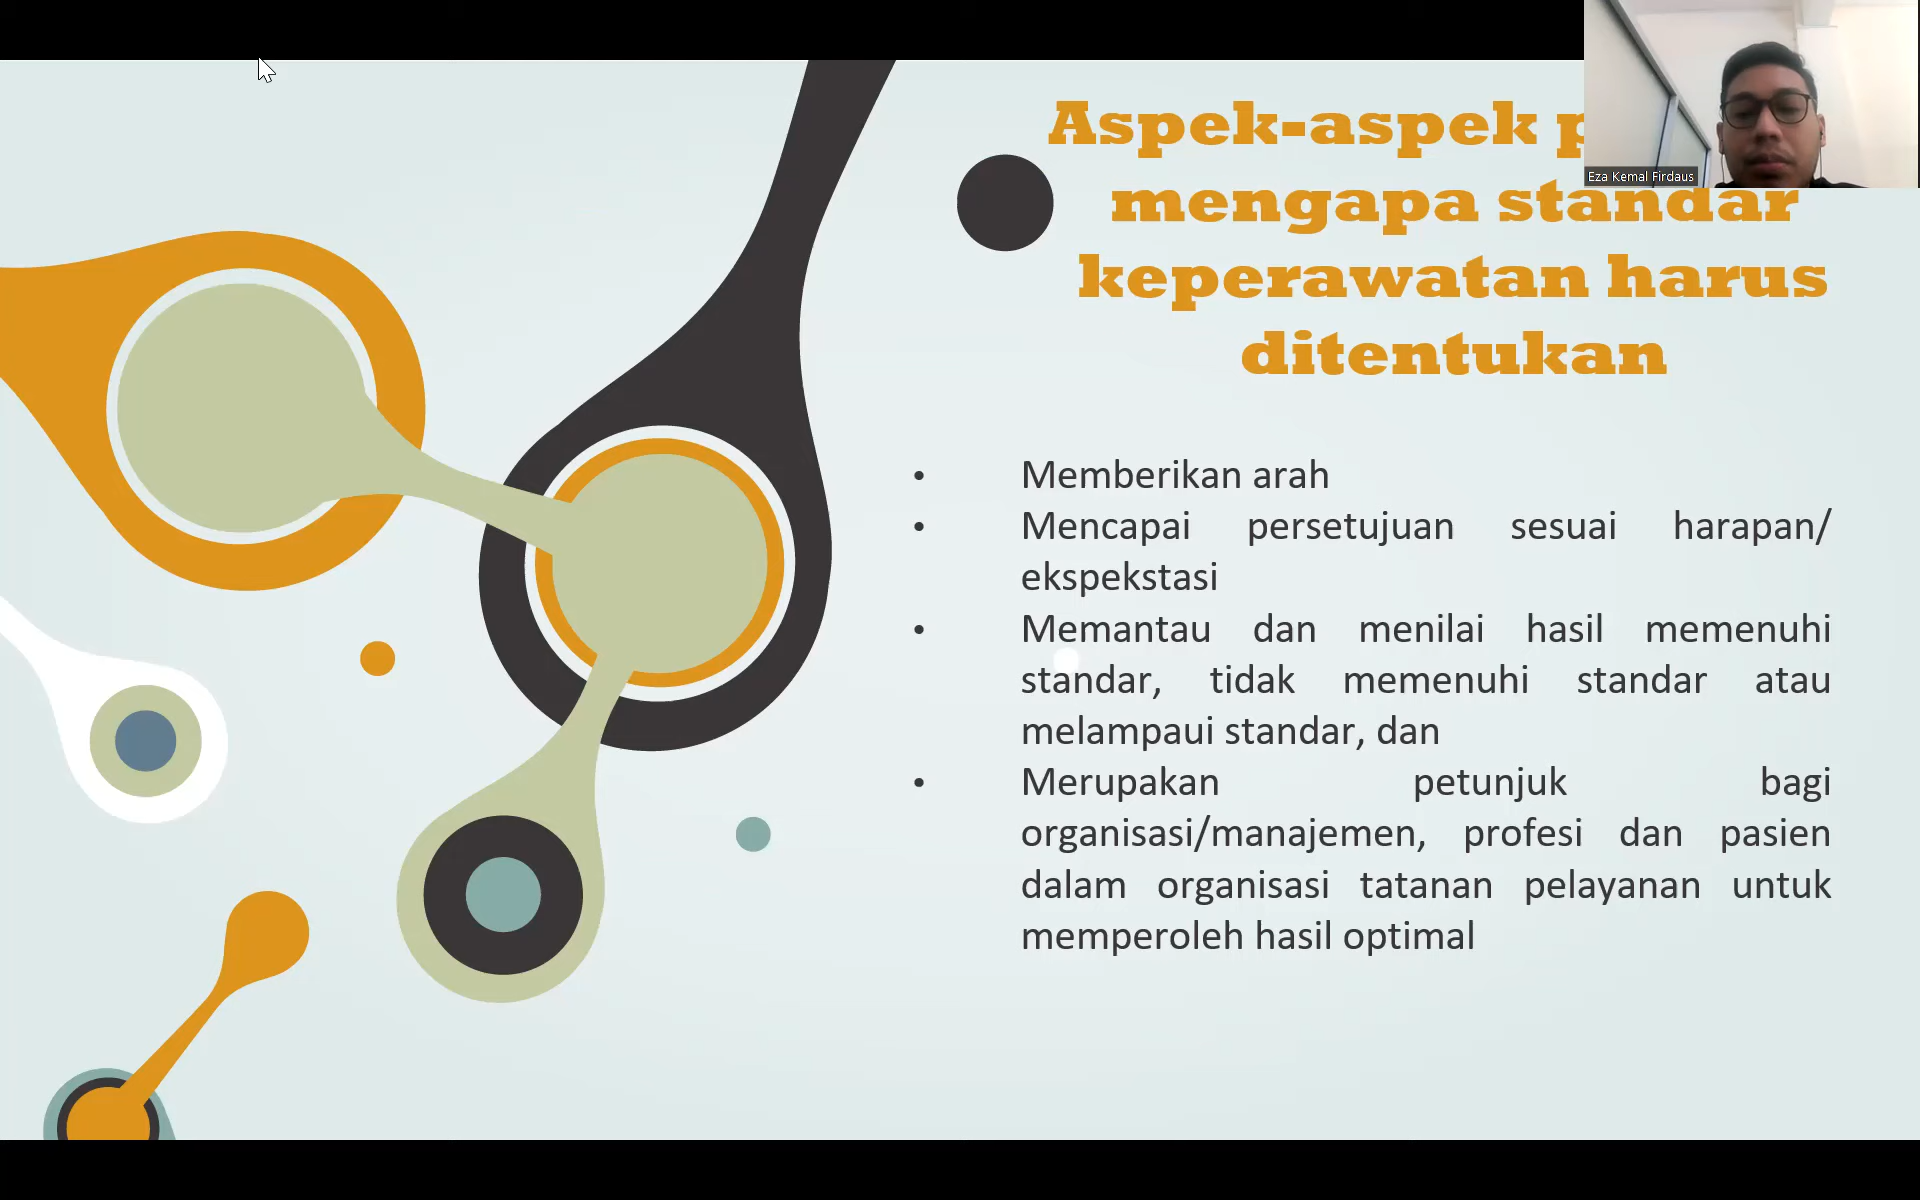 Aspek-aspek
mengapa standar
keperawatan harus
ditentukan
Eza Kemal Firdaus
• Memberikan arah
• Mencapai persetujuan sesuai harapan/
ekspekstasi
• Memantau dan menilai hasil memenuhi
standar, tidak memenuhi standar atau
melampaui standar, dan
• Merupakan petunjuk bagi
organisasi/manajemen, profesi dan pasien
dalam organisasi tatanan pelayanan untuk
memperoleh hasil optimal